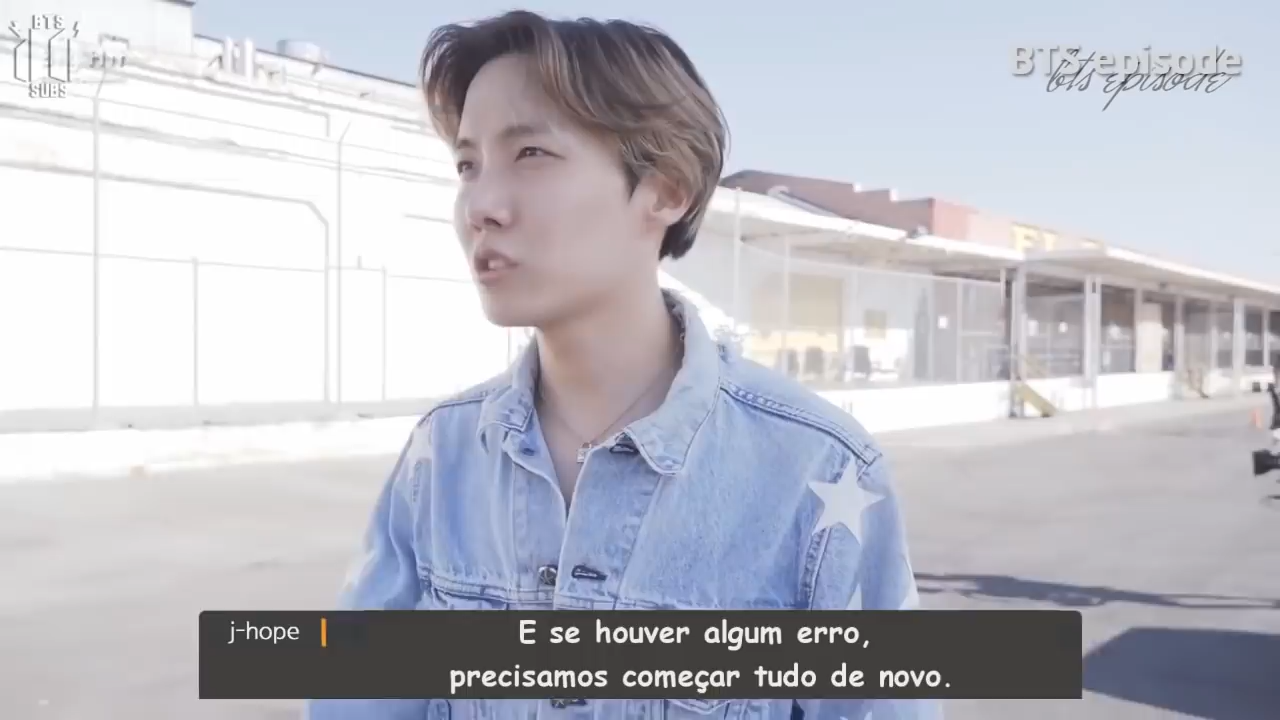 BTS
SUBS
BTS episode
bts episode
j-hope
E se houver algum erro,
precisamos começar tudo de novo.